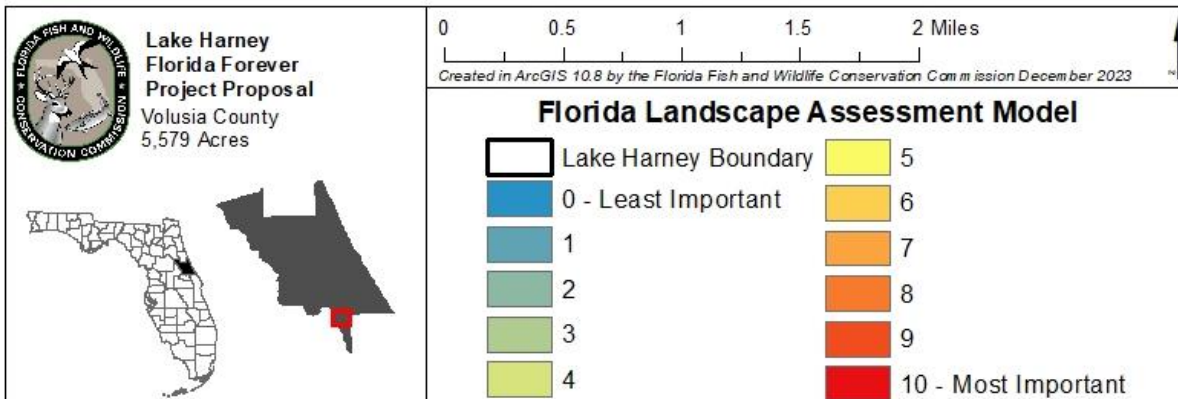 FLORIDA FISH AND WILDLIFE
CONSERVATION COMMISSION
Lake Harney
Florida Forever
Project Proposal
Volusia County
5,579 Acres
0 0.5 1 1.5 2 Miles
Created in ArcGIS 10.8 by the Florida Fish and Wildlife Conservation Commission December 2023
Florida Landscape Assessment Model
Lake Harney Boundary
0 - Least Important
1
2
3
4
5
6
7
8
9
10 - Most Important